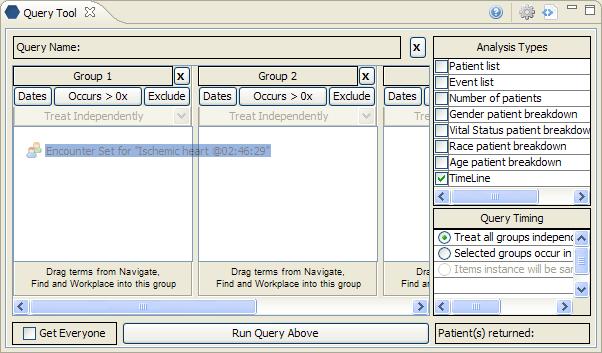 Query Tool
Query Name:
x
Analysis Types
Group 1
x
Group 2
Dates
Occurs > 0x
Exclude
Dates
Occurs > 0x
Exclude
Dates
Treat Independently
Treat Independently
Encounter Set for "Ischemic heart @02:46:29"
Drag terms from Navigate,
Find and Workplace into this group
Drag terms from Navigate,
Find and Workplace into this group
Patient list
Event list
Number of patients
Gender patient breakdown
Vital Status patient breakdow
Race patient breakdown
Age patient breakdown
TimeLine
Query Timing
Treat all groups independ
Selected groups occur in
Items instance will be sar
Get Everyone
Run Query Above
Patient(s) returned: